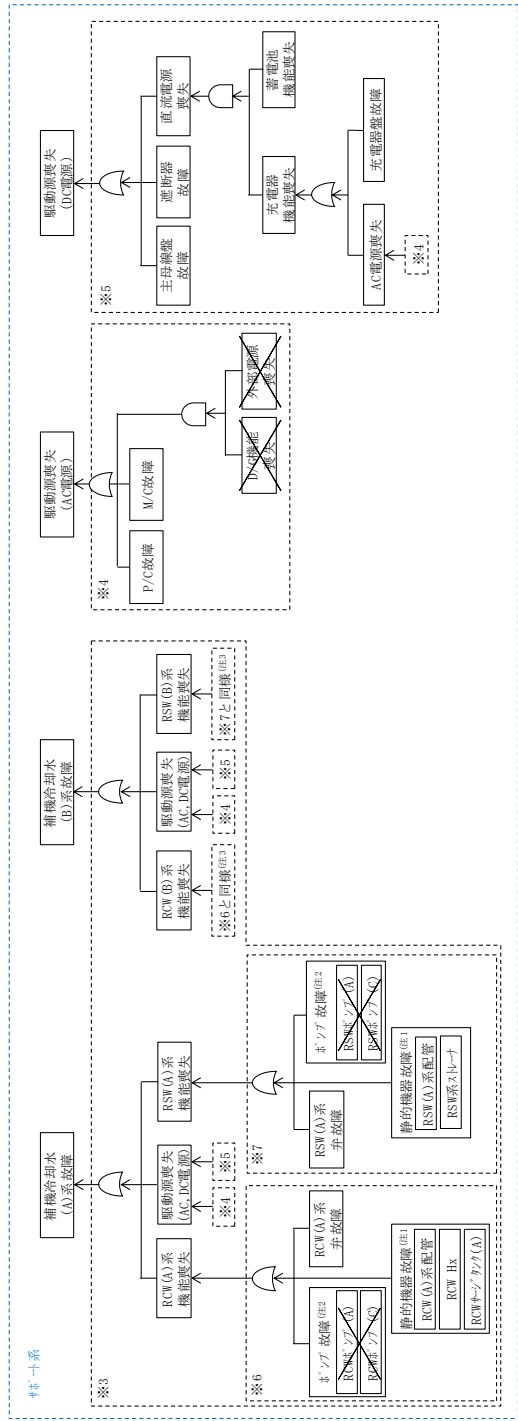 サポート系
補機冷却水
(A)系故障
※3
RCW(A)系
機能喪失
駆動源喪失
(AC,DC電源)
※4
※5
RSW(A)系
機能喪失
※6
ポンプ故障(注2
RCWポンプ(A)
RCWポンプ(C)
RCW(A)系
弁故障
静的機器故障(注1
RCW(A)系配管
RCW Hx
RCWサージタンク(A)
※7
RSW(A)系
弁故障
ポンプ故障(注2
RSWポンプ(A)
RSWポンプ(C)
静的機器故障(注1
RSW(A)系配管
RSW系ストレーナ
補機冷却水
(B)系故障
RCW(B)系
機能喪失
※6と同様(注3
駆動源喪失
(AC,DC電源)
※4
※5
RSW(B)系
機能喪失
※7と同様(注3
駆動源喪失
(AC電源)
※4
P/C故障
M/C故障
D/G機能
喪失
外部電源
喪失
駆動源喪失
(DC電源)
※5
主母線盤
故障
遮断器
故障
直流電源
喪失
充電器
機能喪失
蓄電池
機能喪失
AC電源喪失
※4
充電器盤故障